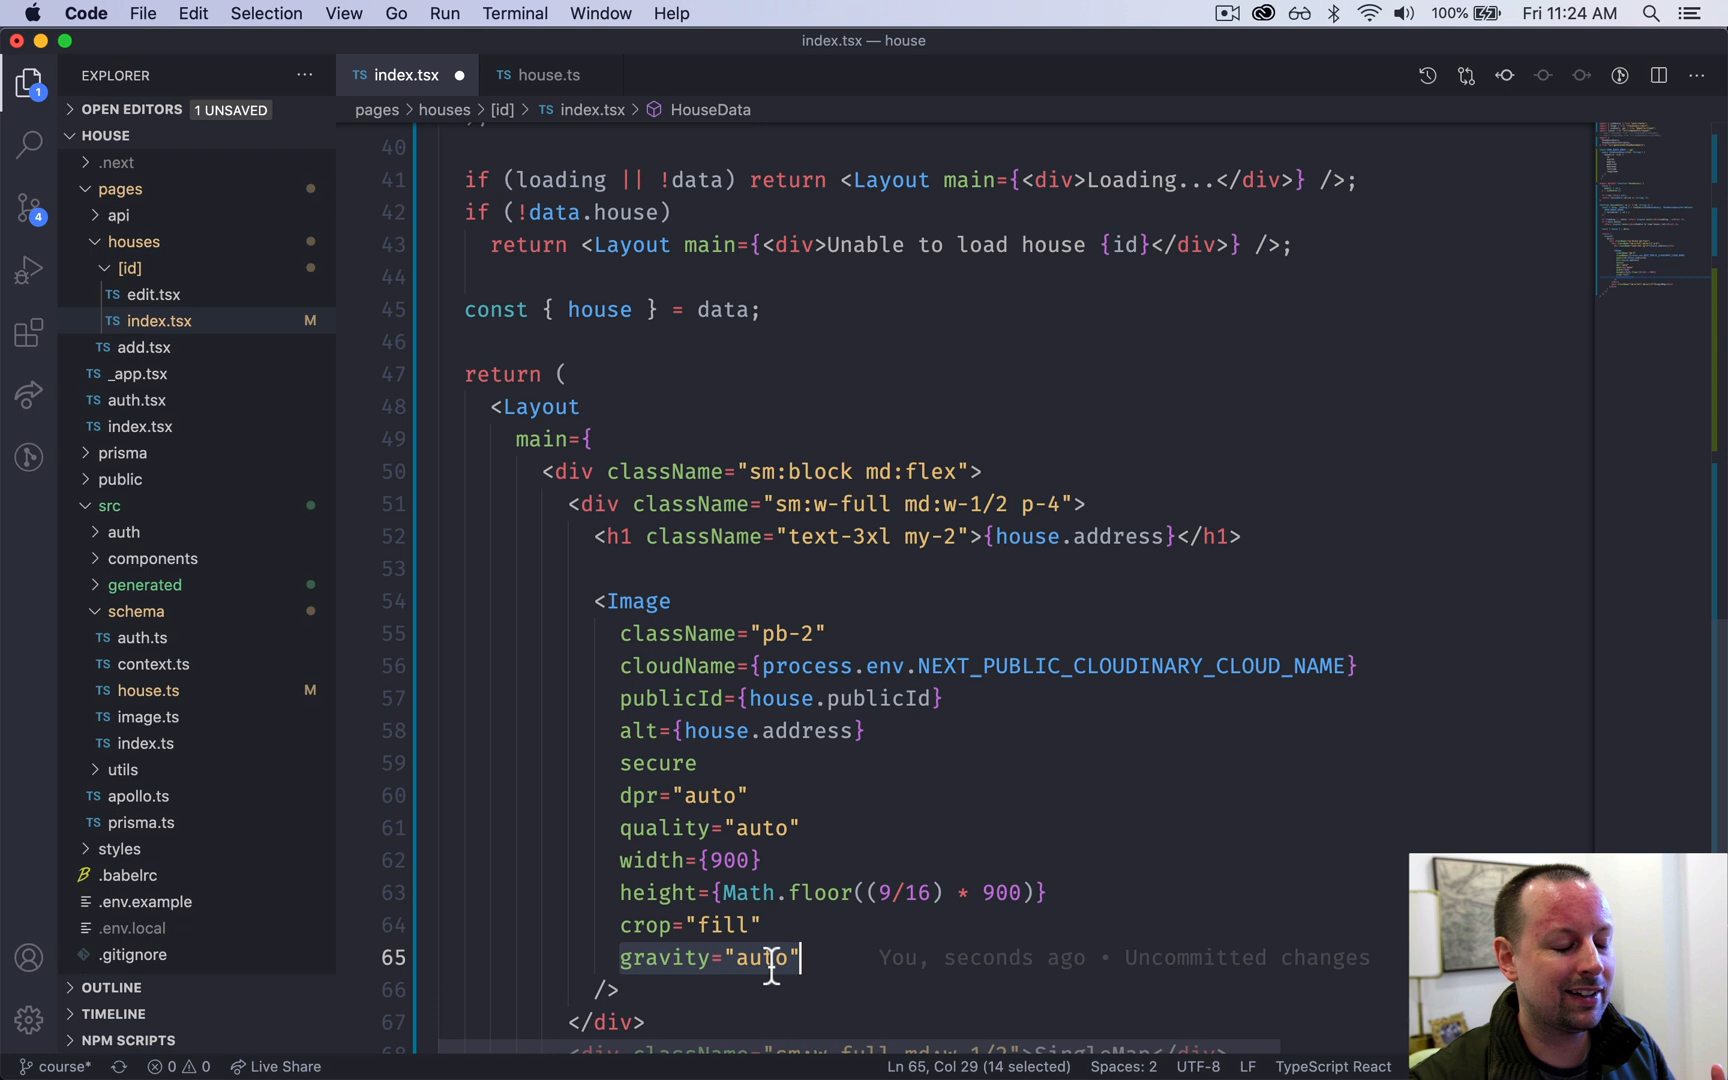 Code File Edit Selection View Go Run Terminal Window Help 100% Fri 11:24 AM
index.tsx — house
EXPLORER
TS index.tsx
TS house.ts
OPEN EDITORS 1 UNSAVED
pages > houses > [id] > TS index.tsx > HouseData
HOUSE
.next
pages
api
houses
[id]
TS edit.tsx
TS index.tsx M
TS add.tsx
TS _app.tsx
TS auth.tsx
TS index.tsx
prisma
public
src
auth
components
generated
schema
TS auth.ts
TS context.ts
TS house.ts M
TS image.ts
TS index.ts
utils
TS apollo.ts
TS prisma.ts
styles
.babelrc
.env.example
.env.local
.gitignore
OUTLINE
TIMELINE
NPM SCRIPTS
1
4
40
41 if (loading || !data) return <Layout main={<div>Loading...</div>} />;
42 if (!data.house)
43 return <Layout main={<div>Unable to load house {id}</div>} />;
44
45 const { house } = data;
46
47 return (
48 <Layout
49 main={
50 <div className="sm:block md:flex">
51 <div className="sm:w-full md:w-1/2 p-4">
52 <h1 className="text-3xl my-2">{house.address}</h1>
53
54 <Image
55 className="pb-2"
56 cloudName={process.env.NEXT_PUBLIC_CLOUDINARY_CLOUD_NAME}
57 publicId={house.publicId}
58 alt={house.address}
59 secure
60 dpr="auto"
61 quality="auto"
62 width={900}
63 height={Math.floor((9/16) * 900)}
64 crop="fill"
65 gravity="auto" You, seconds ago • Uncommitted changes
66 />
67 </div>
68 <div className="sm:w-full md:w-1/2">SingleMap</div>
course* 0 0 Live Share Ln 65, Col 29 (14 selected) Spaces: 2 UTF-8 LF TypeScript React